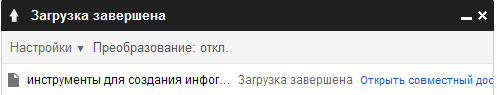 Загрузка завершена
Настройки ▼ Преобразование: откл.
инструменты для создания инфог... Загрузка завершена Открыть совместный дос